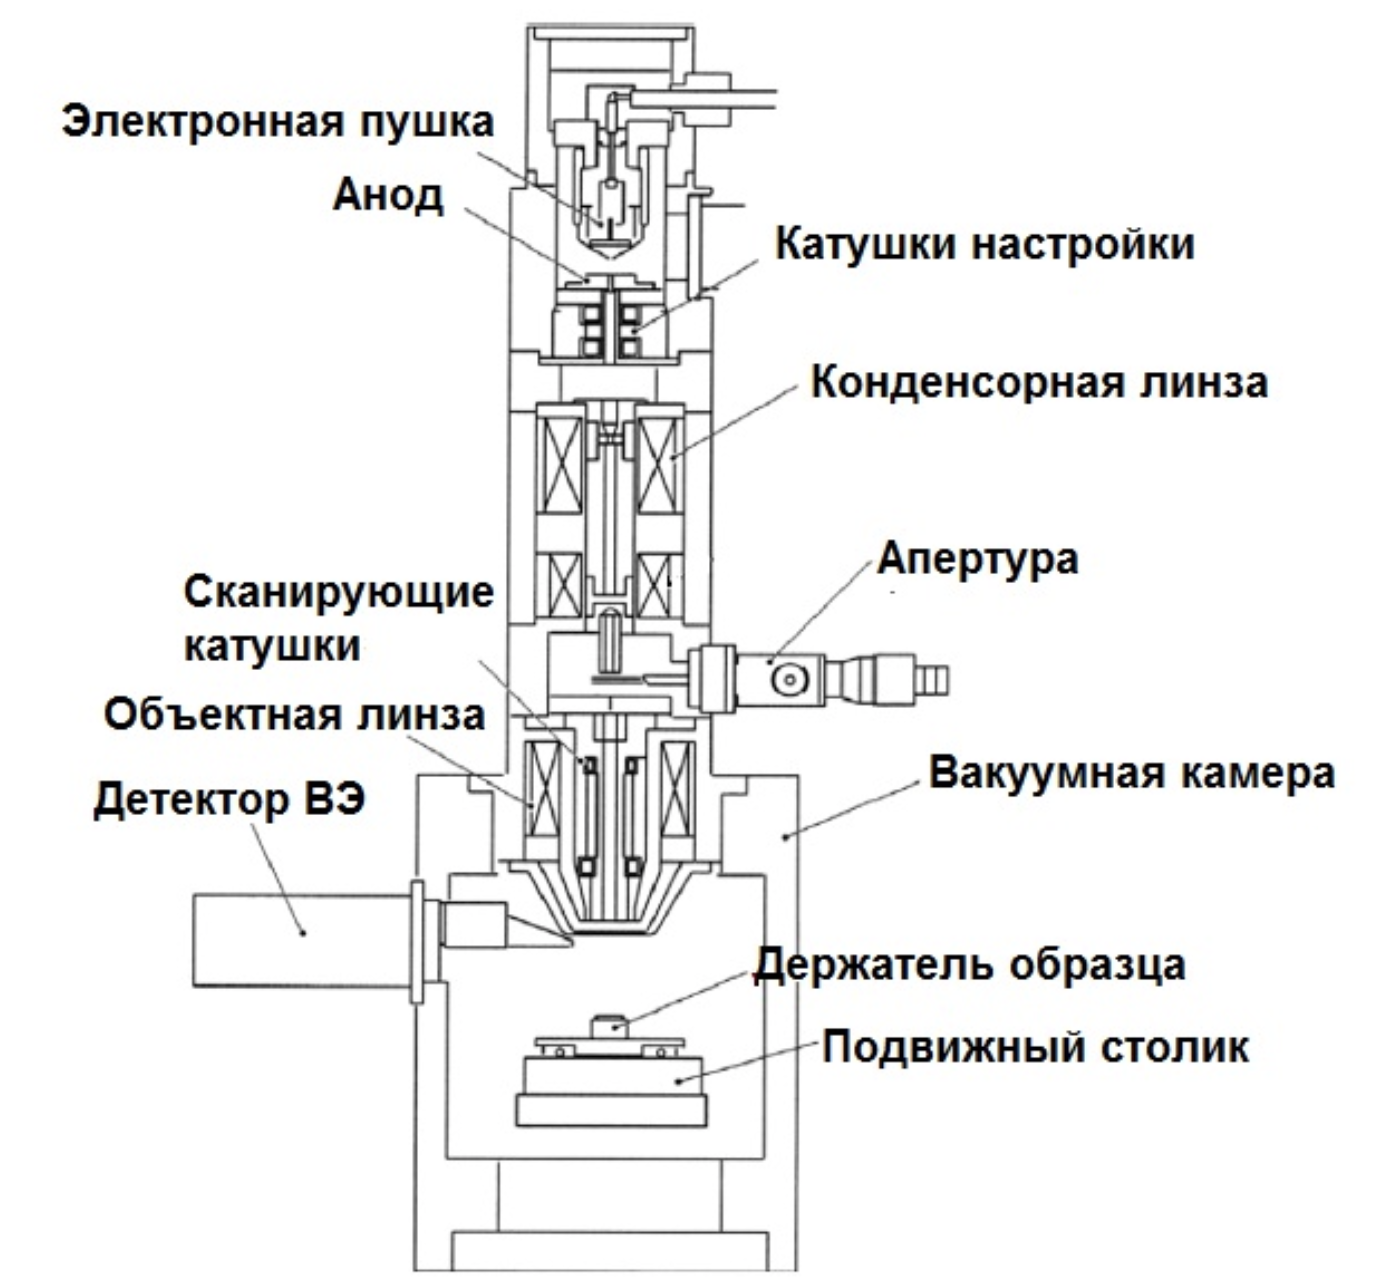 Электронная пушка
Анод
Катушки настройки
Конденсорная линза
Апертура
Сканирующие
катушки
Объектная линза
Детектор ВЭ
Вакуумная камера
Держатель образца
Подвижный столик